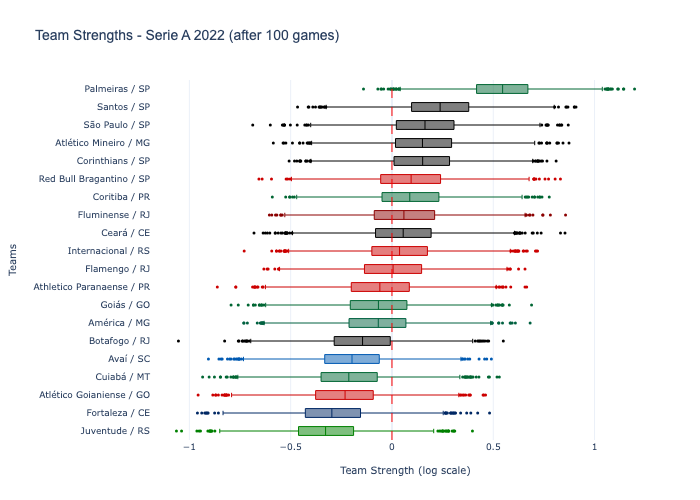 Team Strengths - Serie A 2022 (after 100 games)
Palmeiras / SP
Santos / SP
São Paulo / SP
Atlético Mineiro / MG
Corinthians / SP
Red Bull Bragantino / SP
Coritiba / PR
Fluminense / RJ
Ceará / CE
Internacional / RS
Flamengo / RJ
Athletico Paranaense / PR
Goiás / GO
América / MG
Botafogo / RJ
Avaí / SC
Cuiabá / MT
Atlético Goianiense / GO
Fortaleza / CE
Juventude / RS
Teams
−1 −0.5 0 0.5 1
Team Strength (log scale)